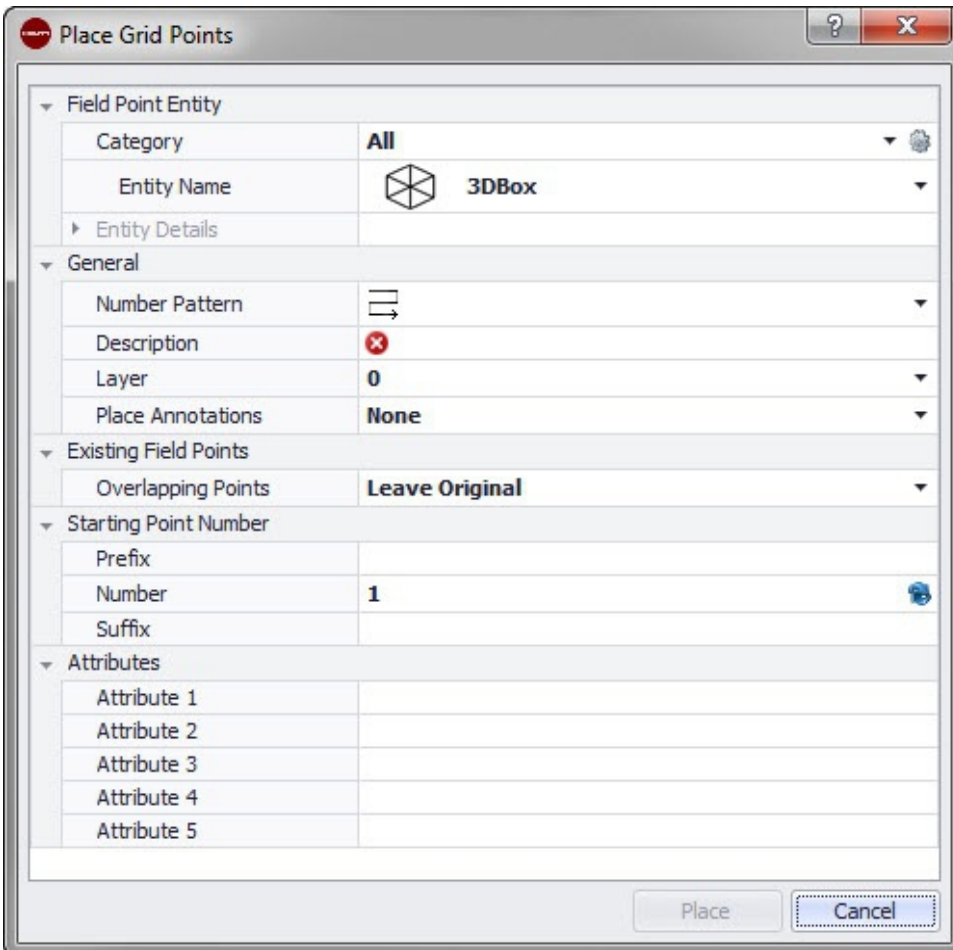 Place Grid Points
?
Field Point Entity
Category All
Entity Name 3DBox
Entity Details
General
Number Pattern
Description
Layer 0
Place Annotations None
Existing Field Points
Overlapping Points Leave Original
Starting Point Number
Prefix
Number 1
Suffix
Attributes
Attribute 1
Attribute 2
Attribute 3
Attribute 4
Attribute 5
Place Cancel